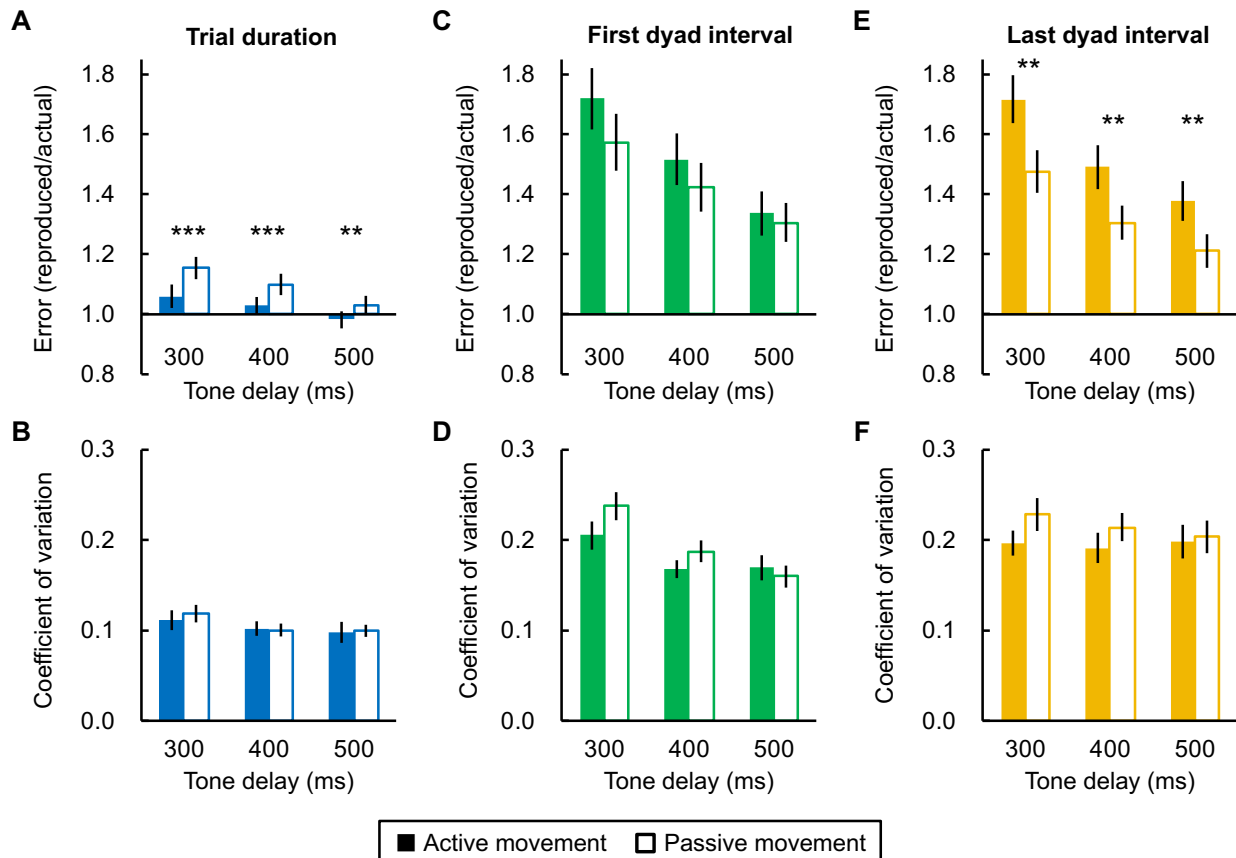 A
Trial duration
Error (reproduced/actual)
1.8
1.6
1.4
1.2
1.0
0.8
***
***
**
300
400
500
Tone delay (ms)
C
First dyad interval
Error (reproduced/actual)
1.8
1.6
1.4
1.2
1.0
0.8
300
400
500
Tone delay (ms)
E
Last dyad interval
Error (reproduced/actual)
1.8
1.6
1.4
1.2
1.0
0.8
**
**
**
300
400
500
Tone delay (ms)
B
Coefficient of variation
0.3
0.2
0.1
0.0
300
400
500
Tone delay (ms)
D
Coefficient of variation
0.3
0.2
0.1
0.0
300
400
500
Tone delay (ms)
F
Coefficient of variation
0.3
0.2
0.1
0.0
300
400
500
Tone delay (ms)
Active movement
Passive movement